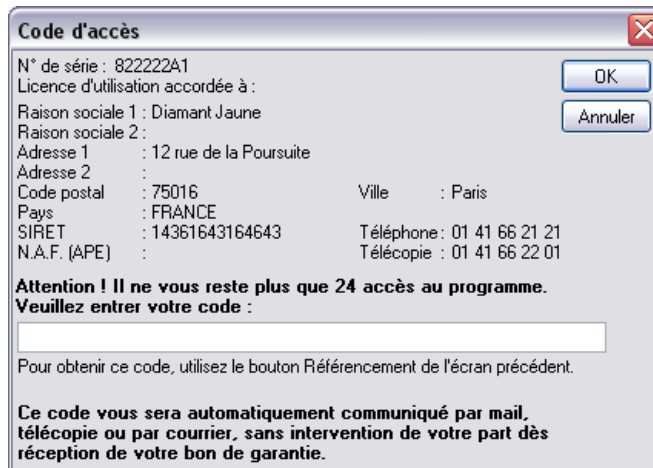 Code d'accès
N° de série : 822222A1
OK
Licence d'utilisation accordée à :
Raison sociale 1 : Diamant Jaune
Annuler
Raison sociale 2 :
Adresse 1 : 12 rue de la Poursuite
Adresse 2 :
Code postal : 75016 Ville : Paris
Pays : FRANCE
SIRET : 14361643164643 Téléphone : 01 41 66 21 21
N.A.F. (APE) : Télécopie : 01 41 66 22 01
Attention ! Il ne vous reste plus que 24 accès au programme.
Veuillez entrer votre code :
Pour obtenir ce code, utilisez le bouton Référencement de l'écran précédent.
Ce code vous sera automatiquement communiqué par mail,
télécopie ou par courrier, sans intervention de votre part dès
réception de votre bon de garantie.